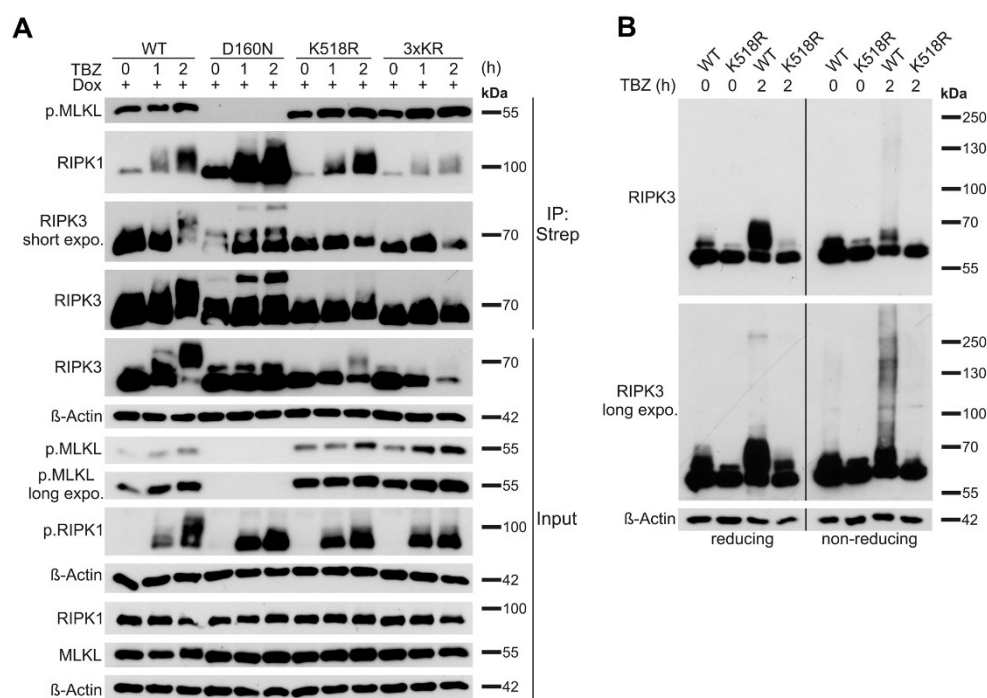 A
WT D160N K518R 3xKR
TBZ 0 1 2 0 1 2 0 1 2 0 1 2 (h)
Dox + + + + + + + + + + + +
kDa
p.MLKL 55
RIPK1 100
RIPK3
short expo. 70
RIPK3 70
IP:
Strep
RIPK3 70
ß-Actin 42
p.MLKL 55
p.MLKL
long expo. 55
p.RIPK1 100
ß-Actin 42
RIPK1 100
MLKL 55
ß-Actin 42
Input
B
WT K518R WT K518R WT K518R WT K518R
TBZ (h) 0 0 2 2 0 0 2 2
kDa
RIPK3
250
130
100
70
55
RIPK3
long expo.
250
130
100
70
55
ß-Actin 42
reducing non-reducing